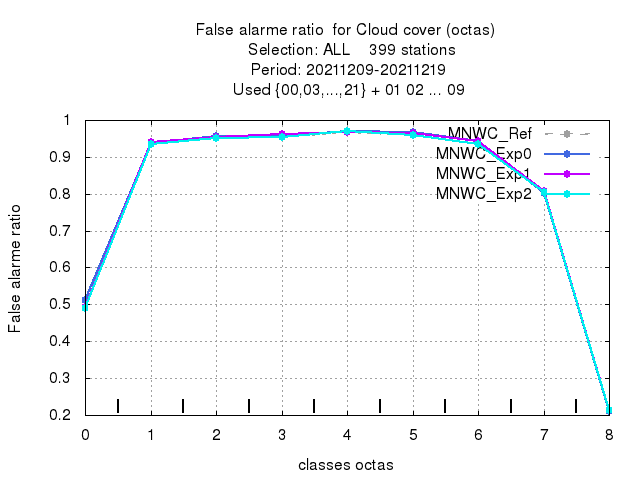 False alarme ratio  for Cloud cover (octas)
Selection: ALL    399 stations
Period: 20211209-20211219
Used {00,03,...,21} + 01 02 ... 09
MNWC_Ref
MNWC_Exp0
MNWC_Exp1
MNWC_Exp2
1
0.9
0.8
0.7
0.6
0.5
0.4
0.3
0.2
False alarme ratio
0 1 2 3 4 5 6 7 8
classes octas